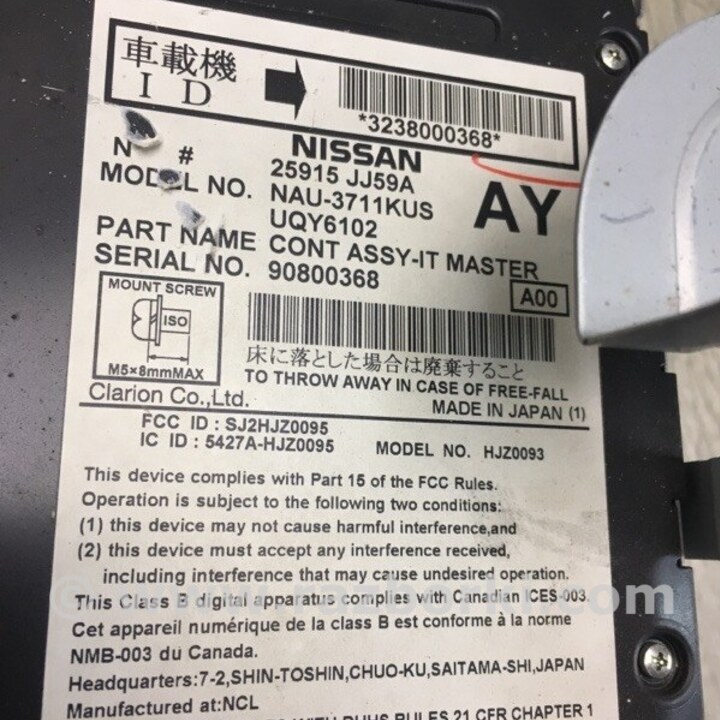 車載機
ID
*3238000368*
NISSAN
N #
25915 JJ59A
MODEL NO. NAU-3711KUS
UQY6102
AY
PART NAME CONT ASSY-IT MASTER
SERIAL NO. 90800368
A00
MOUNT SCREW
ISO
M5×8mmMAX
床に落とした場合は廃棄すること
TO THROW AWAY IN CASE OF FREE-FALL
Clarion Co.,Ltd.
MADE IN JAPAN (1)
FCC ID : SJ2HJZ0095
IC ID : 5427A-HJZ0095
MODEL NO. HJZ0093
This device complies with Part 15 of the FCC Rules.
Operation is subject to the following two conditions:
(1) this device may not cause harmful interference,and
(2) this device must accept any interference received,
including interference that may cause undesired operation.
This Class B digital apparatus complies with Canadian ICES-003.
Cet appareil numérique de la class B est conforme à la norme
NMB-003 du Canada.
Headquarters:7-2,SHIN-TOSHIN,CHUO-KU,SAITAMA-SHI,JAPAN
Manufactured at:NCL
RULES 21 CFR CHAPTER 1